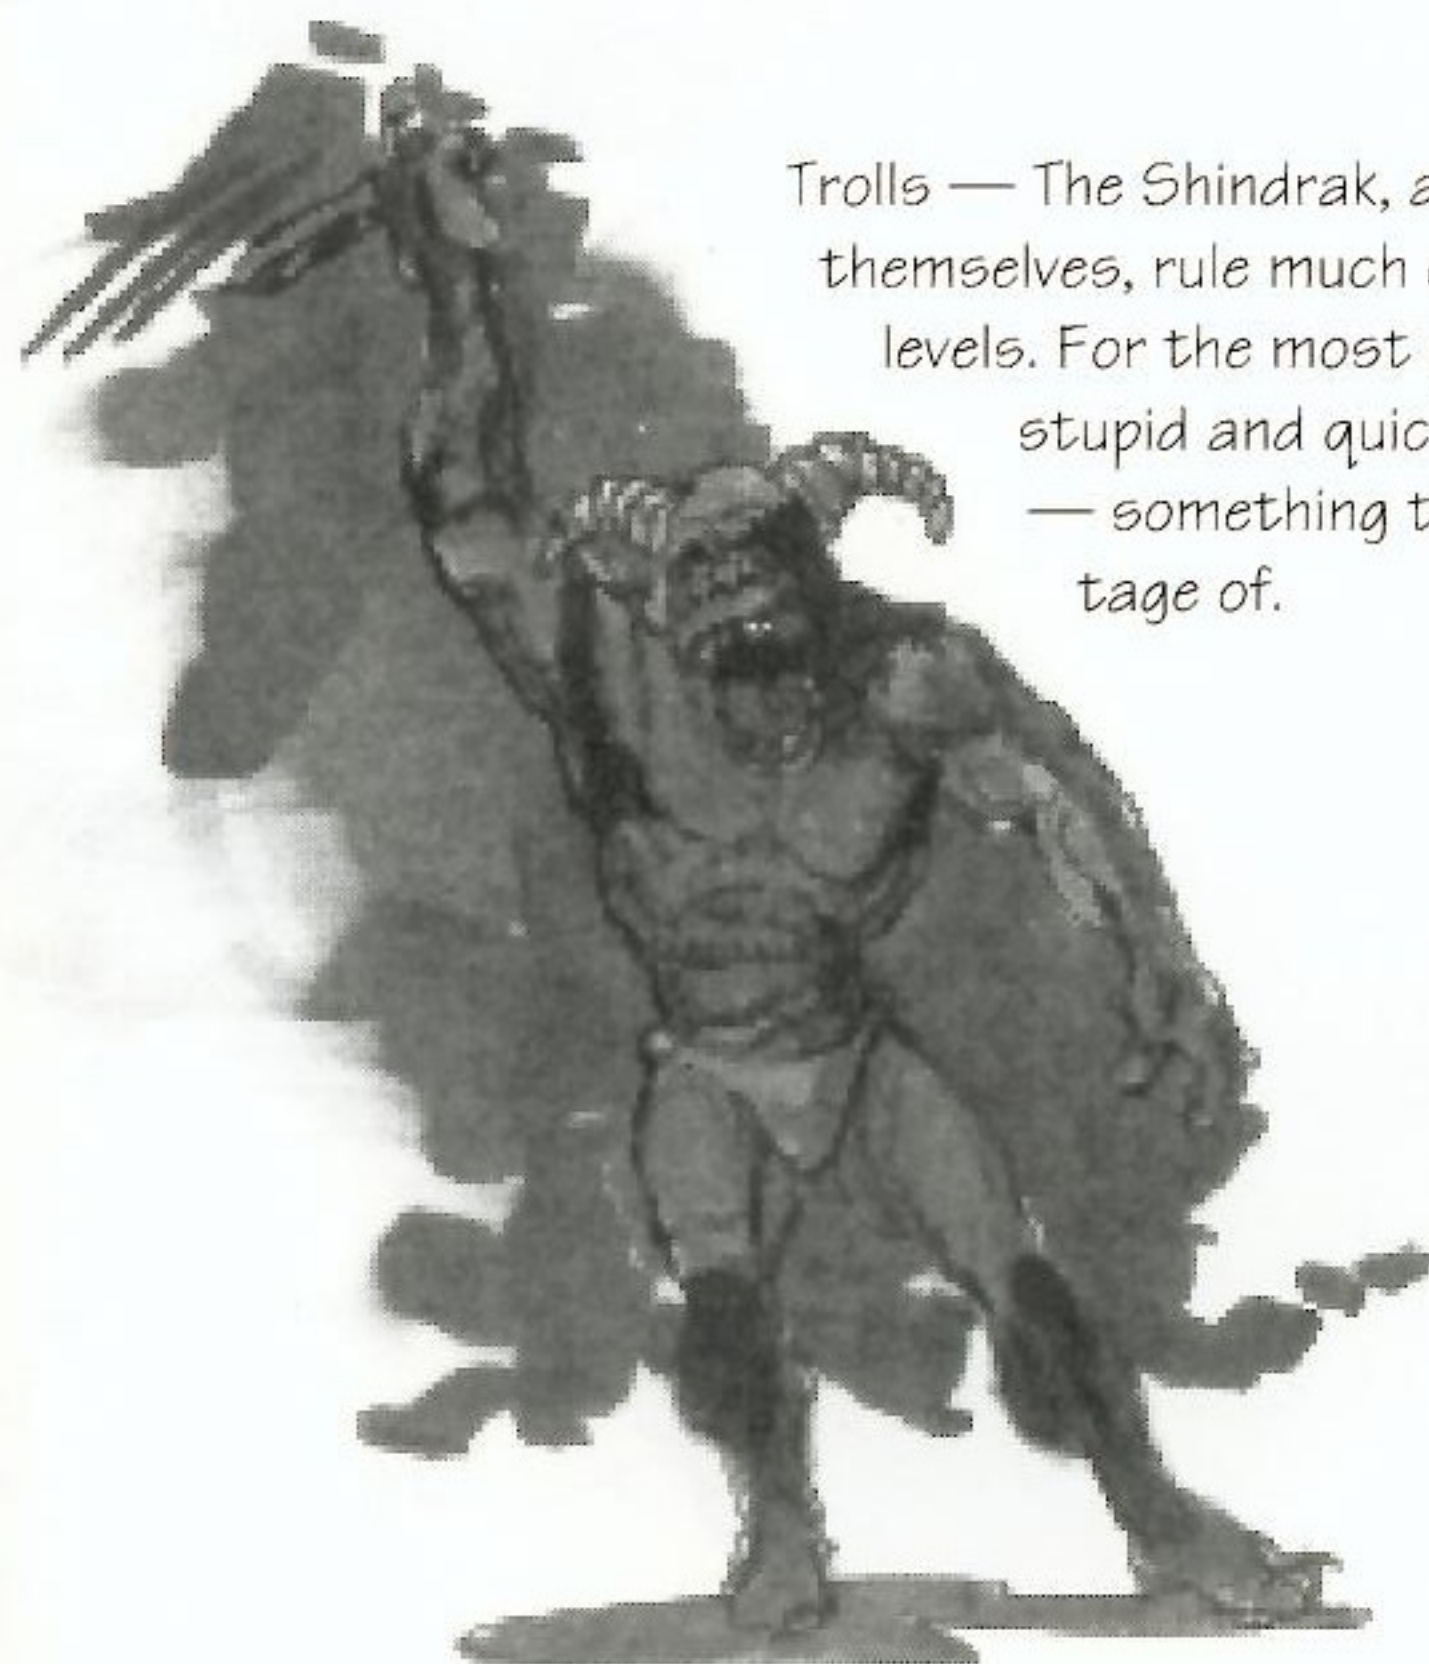 Trolls — The Shindrak, a
themselves, rule much
levels. For the most
stupid and quic
— something t
tage of.